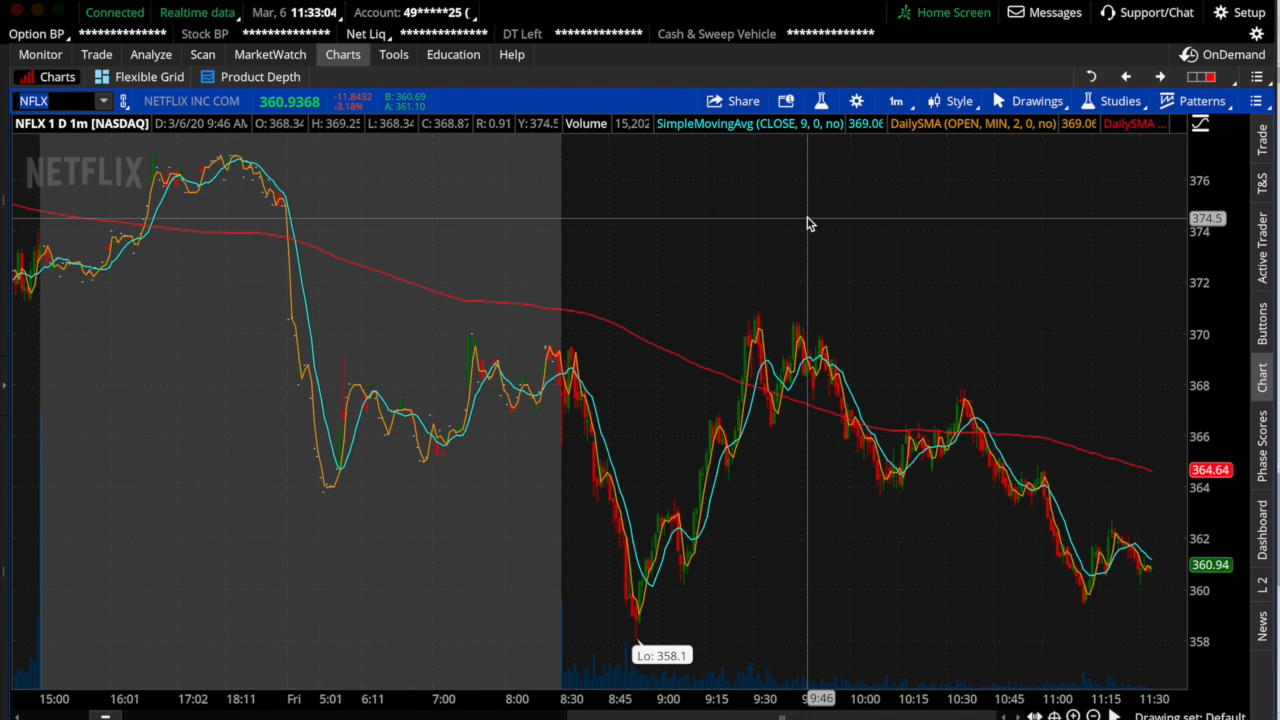 Connected Realtime data Mar, 6 11:33:04 Account: 49*****25 ( Home Screen Messages Support/Chat Setup
Option BP ************** Stock BP ************** Net Liq ************** DT Left ************** Cash & Sweep Vehicle **************
Monitor Trade Analyze Scan MarketWatch Charts Tools Education Help OnDemand
Charts Flexible Grid Product Depth
NFLX NETFLIX INC COM 360.9368 -11.8432 -3.18% B: 360.69 A: 361.10 Share 1m Style Drawings Studies Patterns
NFLX 1 D 1m [NASDAQ] D: 3/6/20 9:46 AM O: 368.34 H: 369.25 L: 368.34 C: 368.87 R: 0.91 Y: 374.5 Volume 15,202 SimpleMovingAvg (CLOSE, 9, 0, no) 369.06 DailySMA (OPEN, MIN, 2, 0, no) 369.06 DailySMA ...
NETFLIX
376
374.5
374
372
370
368
366
364.64
364
362
360.94
360
358
Lo: 358.1
15:00 16:01 17:02 18:11 Fri 5:01 6:11 7:00 8:00 8:30 8:45 9:00 9:15 9:30 9:46 10:00 10:15 10:30 10:45 11:00 11:15 11:30
Drawing set: Default
Trade
T&S
Active Trader
Buttons
Chart
Phase Scores
Dashboard
L 2
News